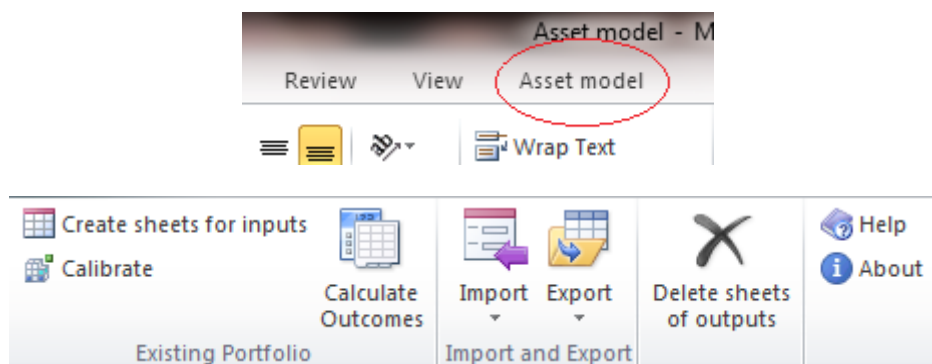 Asset model - M
Review View Asset model
Wrap Text
Create sheets for inputs
Calibrate
Calculate
Outcomes
Existing Portfolio
Import Export
Import and Export
Delete sheets
of outputs
Help
About